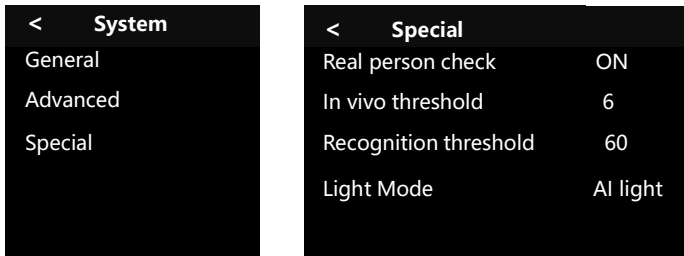 < System
General
Advanced
Special
< Special
Real person check ON
In vivo threshold 6
Recognition threshold 60
Light Mode AI light